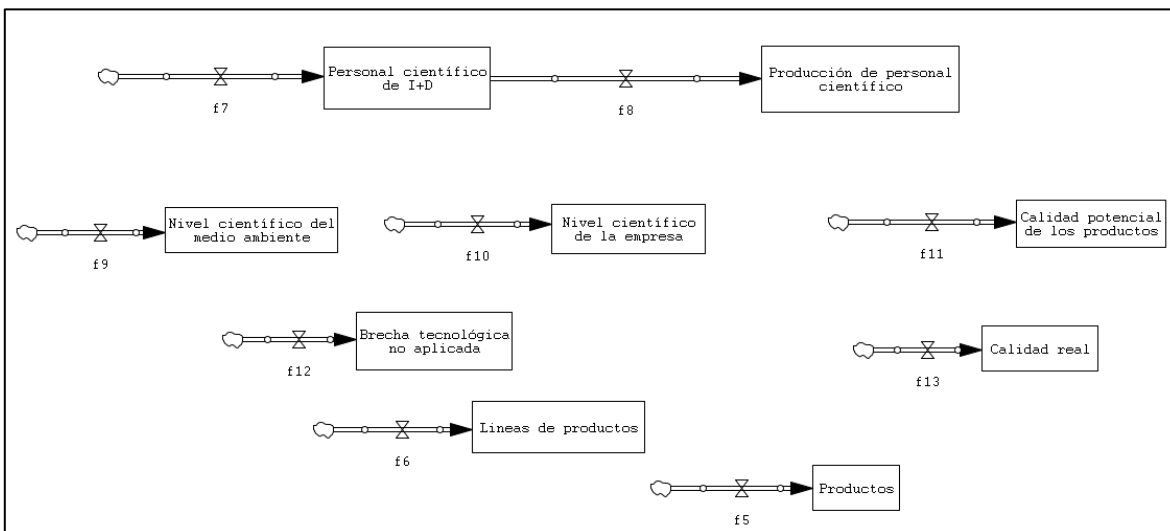 Personal científico
de I+D
Producción de personal
científico
f7
f8
Nivel científico del
medio ambiente
Nivel científico
de la empresa
Calidad potencial
de los productos
f9
f10
f11
Brecha tecnológica
no aplicada
Calidad real
f12
f13
Lineas de productos
f6
Productos
f5